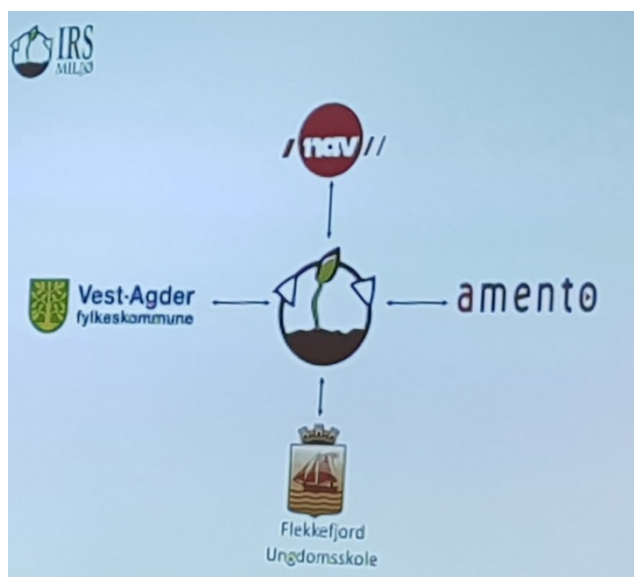 IRS
MILJØ
nav
Vest-Agder
fylkeskommune
amento
Flekkefjord
Ungdomsskole